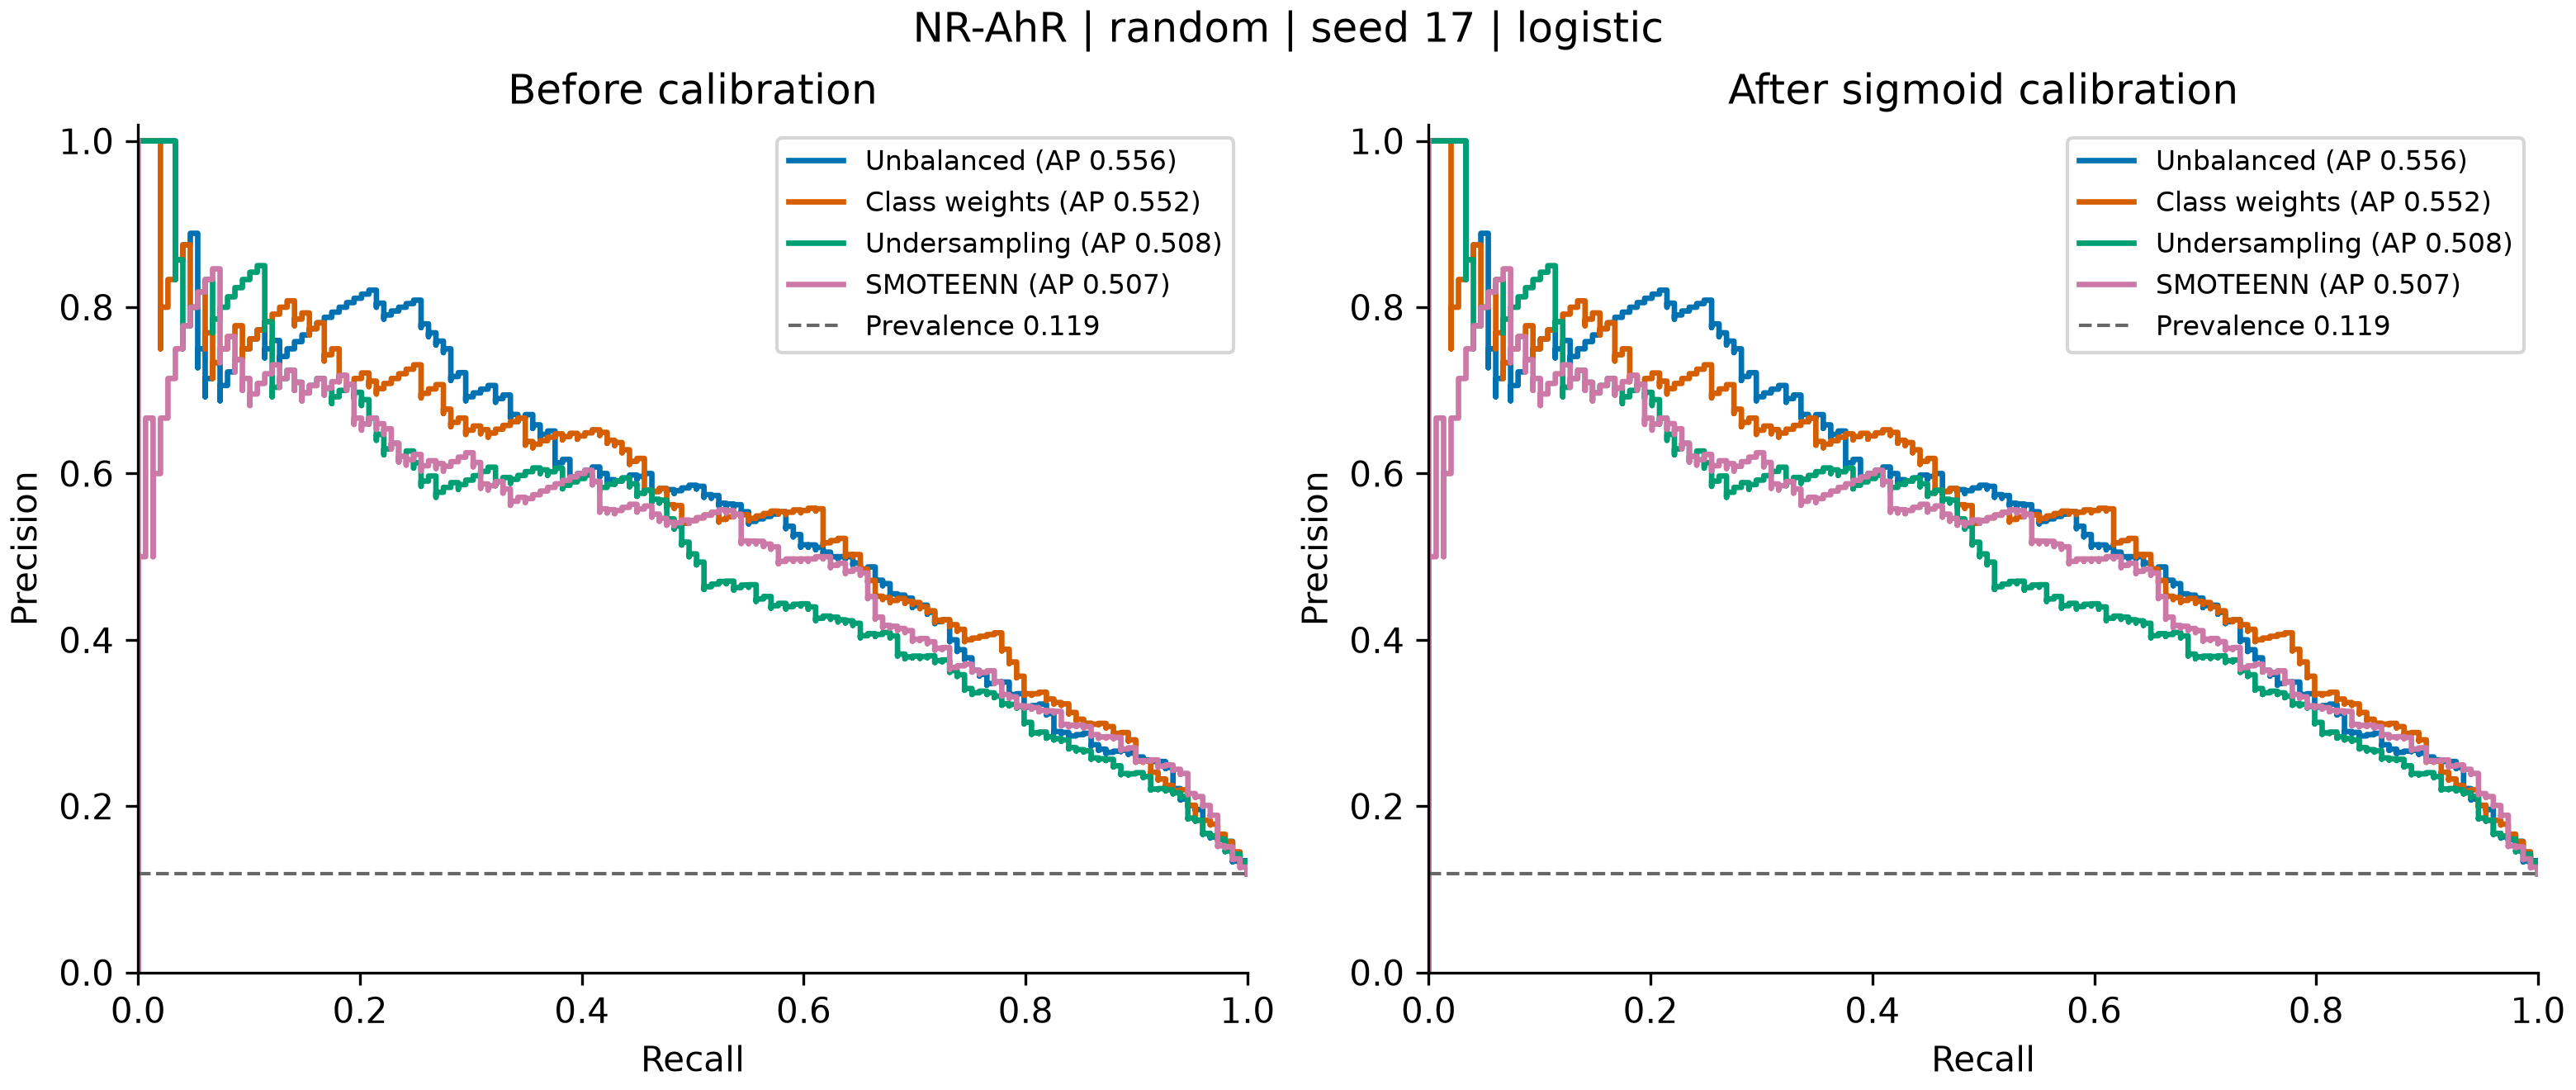 NR-AhR | random | seed 17 | logistic
Before calibration
Precision
1.0
0.8
0.6
0.4
0.2
0.0
0.0 0.2 0.4 0.6 0.8 1.0
Recall
Unbalanced (AP 0.556)
Class weights (AP 0.552)
Undersampling (AP 0.508)
SMOTEENN (AP 0.507)
Prevalence 0.119
After sigmoid calibration
Precision
1.0
0.8
0.6
0.4
0.2
0.0
0.0 0.2 0.4 0.6 0.8 1.0
Recall
Unbalanced (AP 0.556)
Class weights (AP 0.552)
Undersampling (AP 0.508)
SMOTEENN (AP 0.507)
Prevalence 0.119